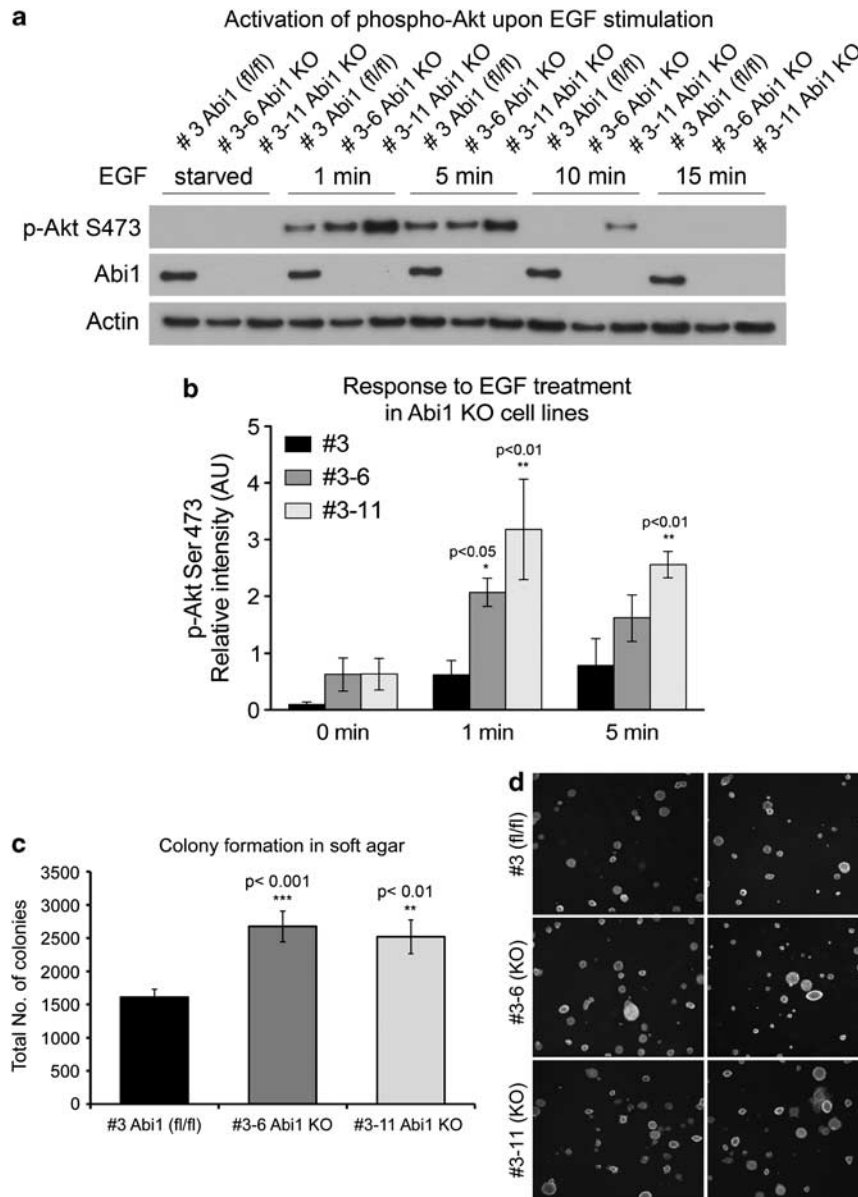 a
Activation of phospho-Akt upon EGF stimulation
# 3 Abi1 (fl/fl)
# 3-6 Abi1 KO
# 3-11 Abi1 KO
# 3 Abi1 (fl/fl)
# 3-6 Abi1 KO
# 3-11 Abi1 KO
# 3 Abi1 (fl/fl)
# 3-6 Abi1 KO
# 3-11 Abi1 KO
# 3 Abi1 (fl/fl)
# 3-6 Abi1 KO
# 3-11 Abi1 KO
# 3 Abi1 (fl/fl)
# 3-6 Abi1 KO
# 3-11 Abi1 KO
EGF starved 1 min 5 min 10 min 15 min
p-Akt S473
Abi1
Actin
b
Response to EGF treatment
in Abi1 KO cell lines
p-Akt Ser 473
Relative intensity (AU)
5
4
3
2
1
0
#3
#3-6
#3-11
p<0.05
*
p<0.01
**
p<0.01
**
0 min 1 min 5 min
c
Colony formation in soft agar
Total No. of colonies
3500
3000
2500
2000
1500
1000
500
0
p< 0.001
***
p< 0.01
**
#3 Abi1 (fl/fl) #3-6 Abi1 KO #3-11 Abi1 KO
d
#3 (fl/fl)
#3-6 (KO)
#3-11 (KO)